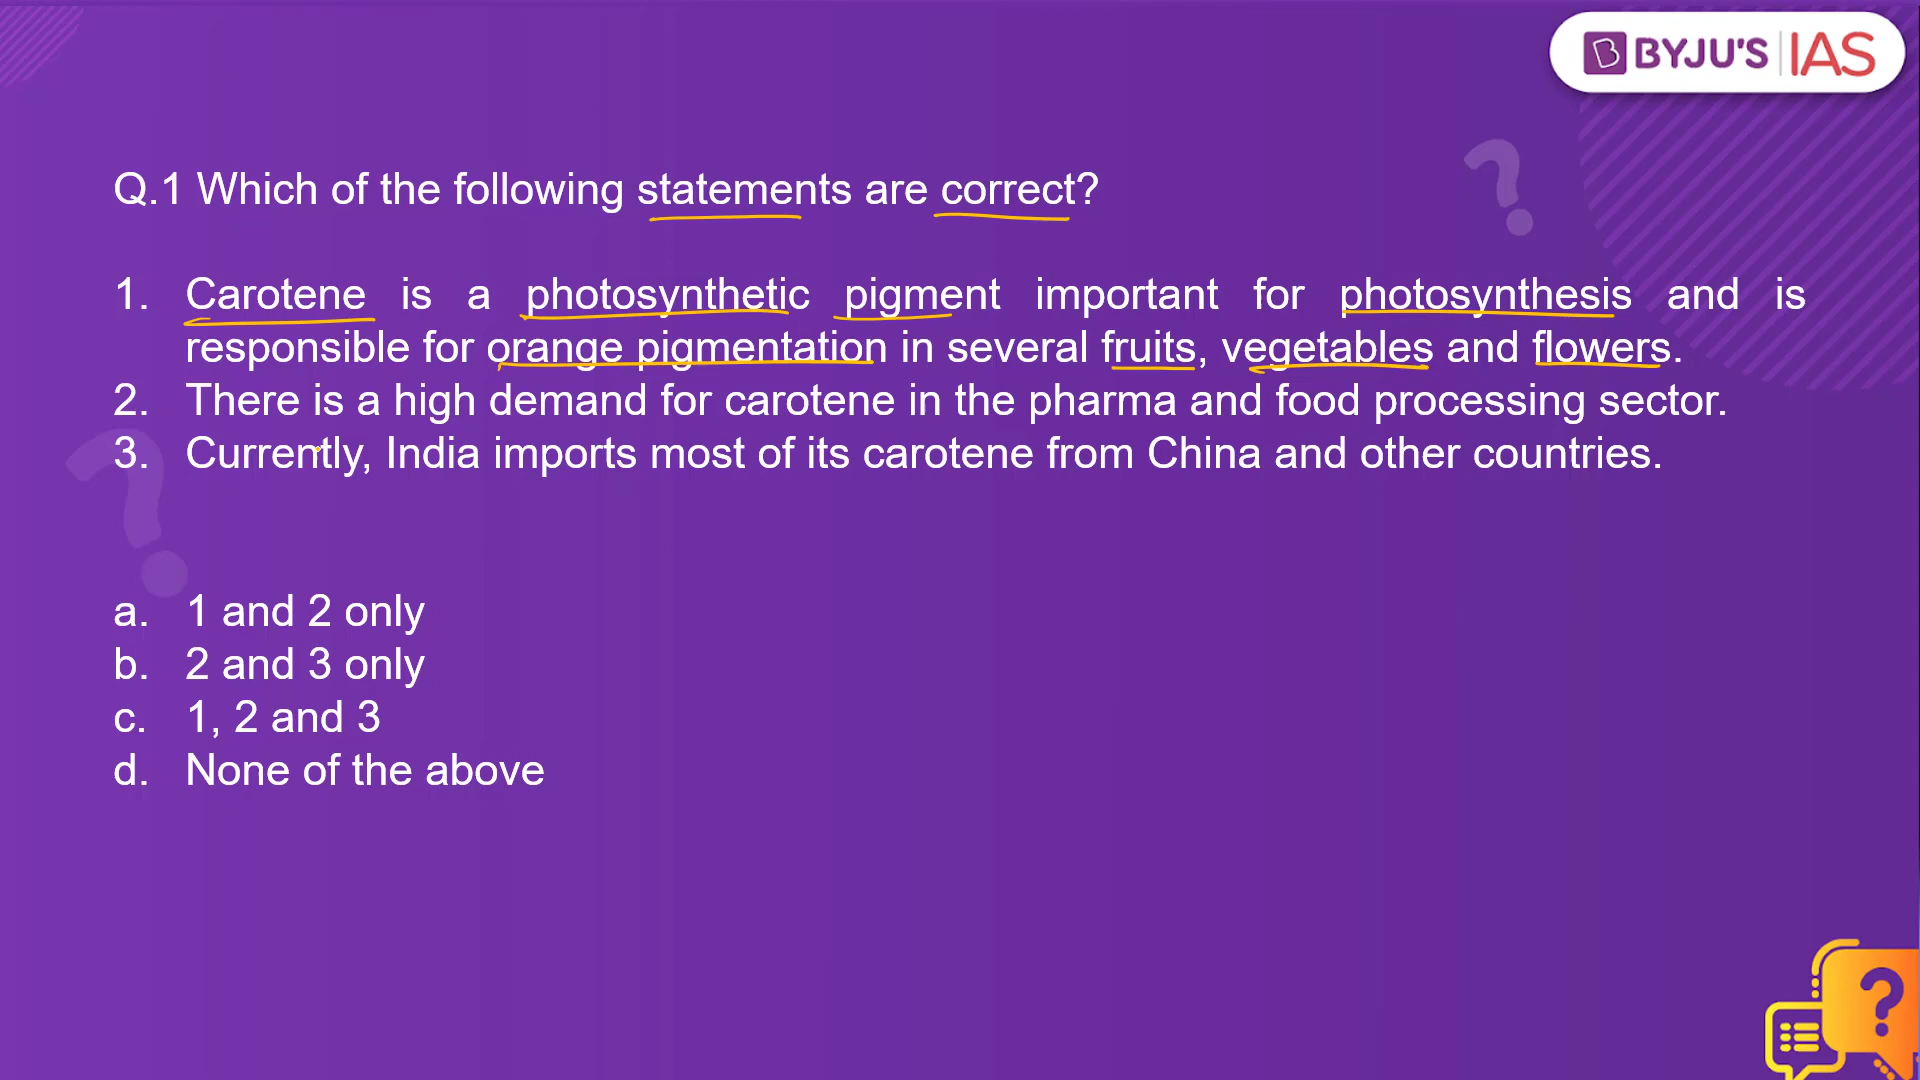 BYJU'S IAS
Q.1 Which of the following statements are correct?
1. Carotene is a photosynthetic pigment important for photosynthesis and is
responsible for orange pigmentation in several fruits, vegetables and flowers.
2. There is a high demand for carotene in the pharma and food processing sector.
3. Currently, India imports most of its carotene from China and other countries.
a. 1 and 2 only
b. 2 and 3 only
c. 1, 2 and 3
d. None of the above